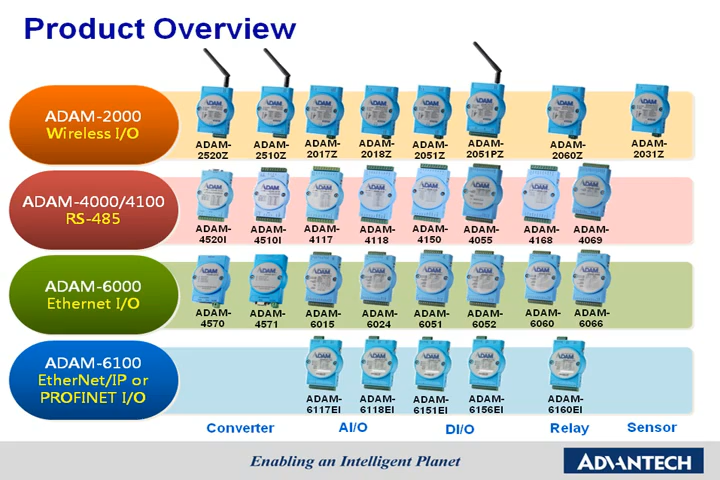 Product Overview
ADAM-2000
Wireless I/O
ADAM-2520Z
ADAM-2510Z
ADAM-2017Z
ADAM-2018Z
ADAM-2051Z
ADAM-2051PZ
ADAM-2060Z
ADAM-2031Z
ADAM-4000/4100
RS-485
ADAM-4520I
ADAM-4510I
ADAM-4117
ADAM-4118
ADAM-4150
ADAM-4055
ADAM-4168
ADAM-4069
ADAM-6000
Ethernet I/O
ADAM-4570
ADAM-4571
ADAM-6015
ADAM-6024
ADAM-6051
ADAM-6052
ADAM-6060
ADAM-6066
ADAM-6100
EtherNet/IP or
PROFINET I/O
ADAM-6117EI
ADAM-6118EI
ADAM-6151EI
ADAM-6156EI
ADAM-6160EI
Converter AI/O DI/O Relay Sensor
Enabling an Intelligent Planet
ADVANTECH